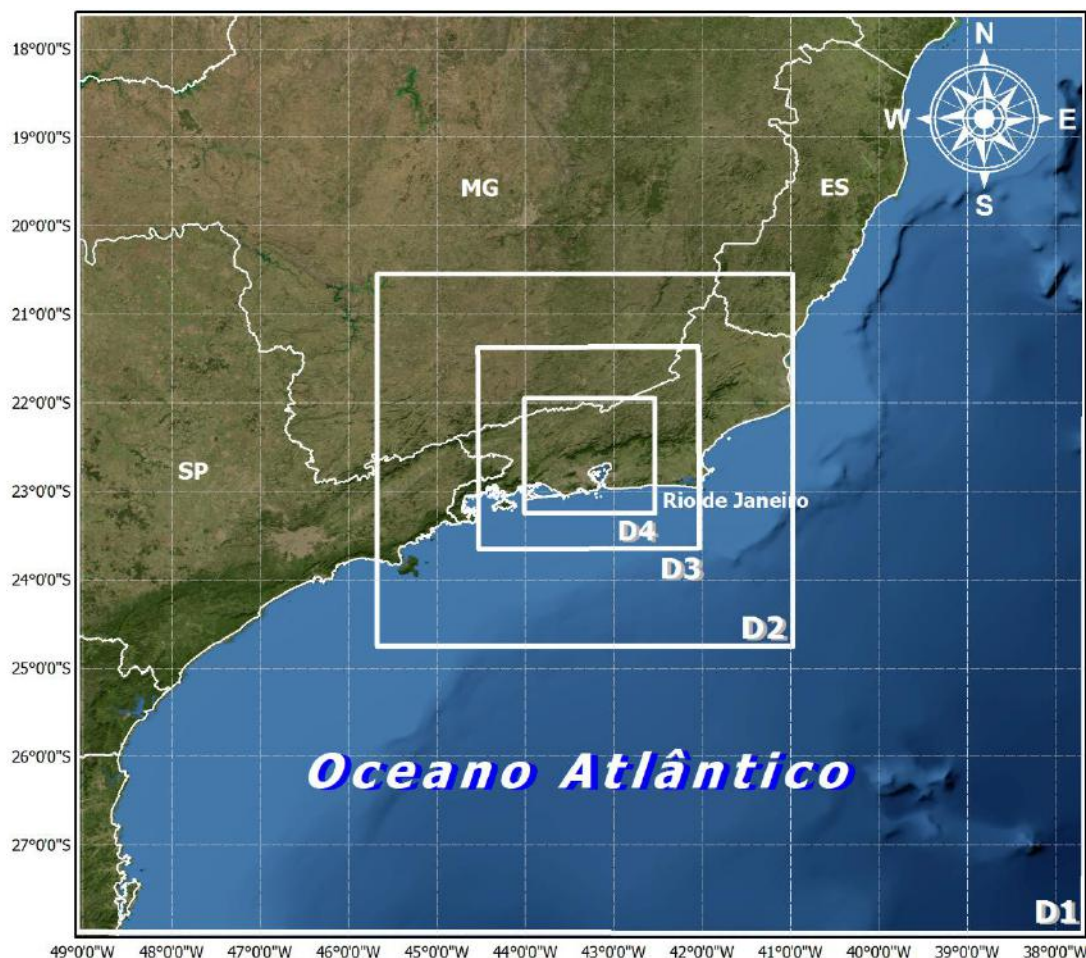 18°0'0"S
N
W
E
S
19°0'0"S
MG
ES
20°0'0"S
21°0'0"S
22°0'0"S
SP
23°0'0"S
Rio de Janeiro
D4
D3
24°0'0"S
D2
25°0'0"S
26°0'0"S
Oceano Atlântico
27°0'0"S
D1
49°0'0"W 48°0'0"W 47°0'0"W 46°0'0"W 45°0'0"W 44°0'0"W 43°0'0"W 42°0'0"W 41°0'0"W 40°0'0"W 39°0'0"W 38°0'0"W